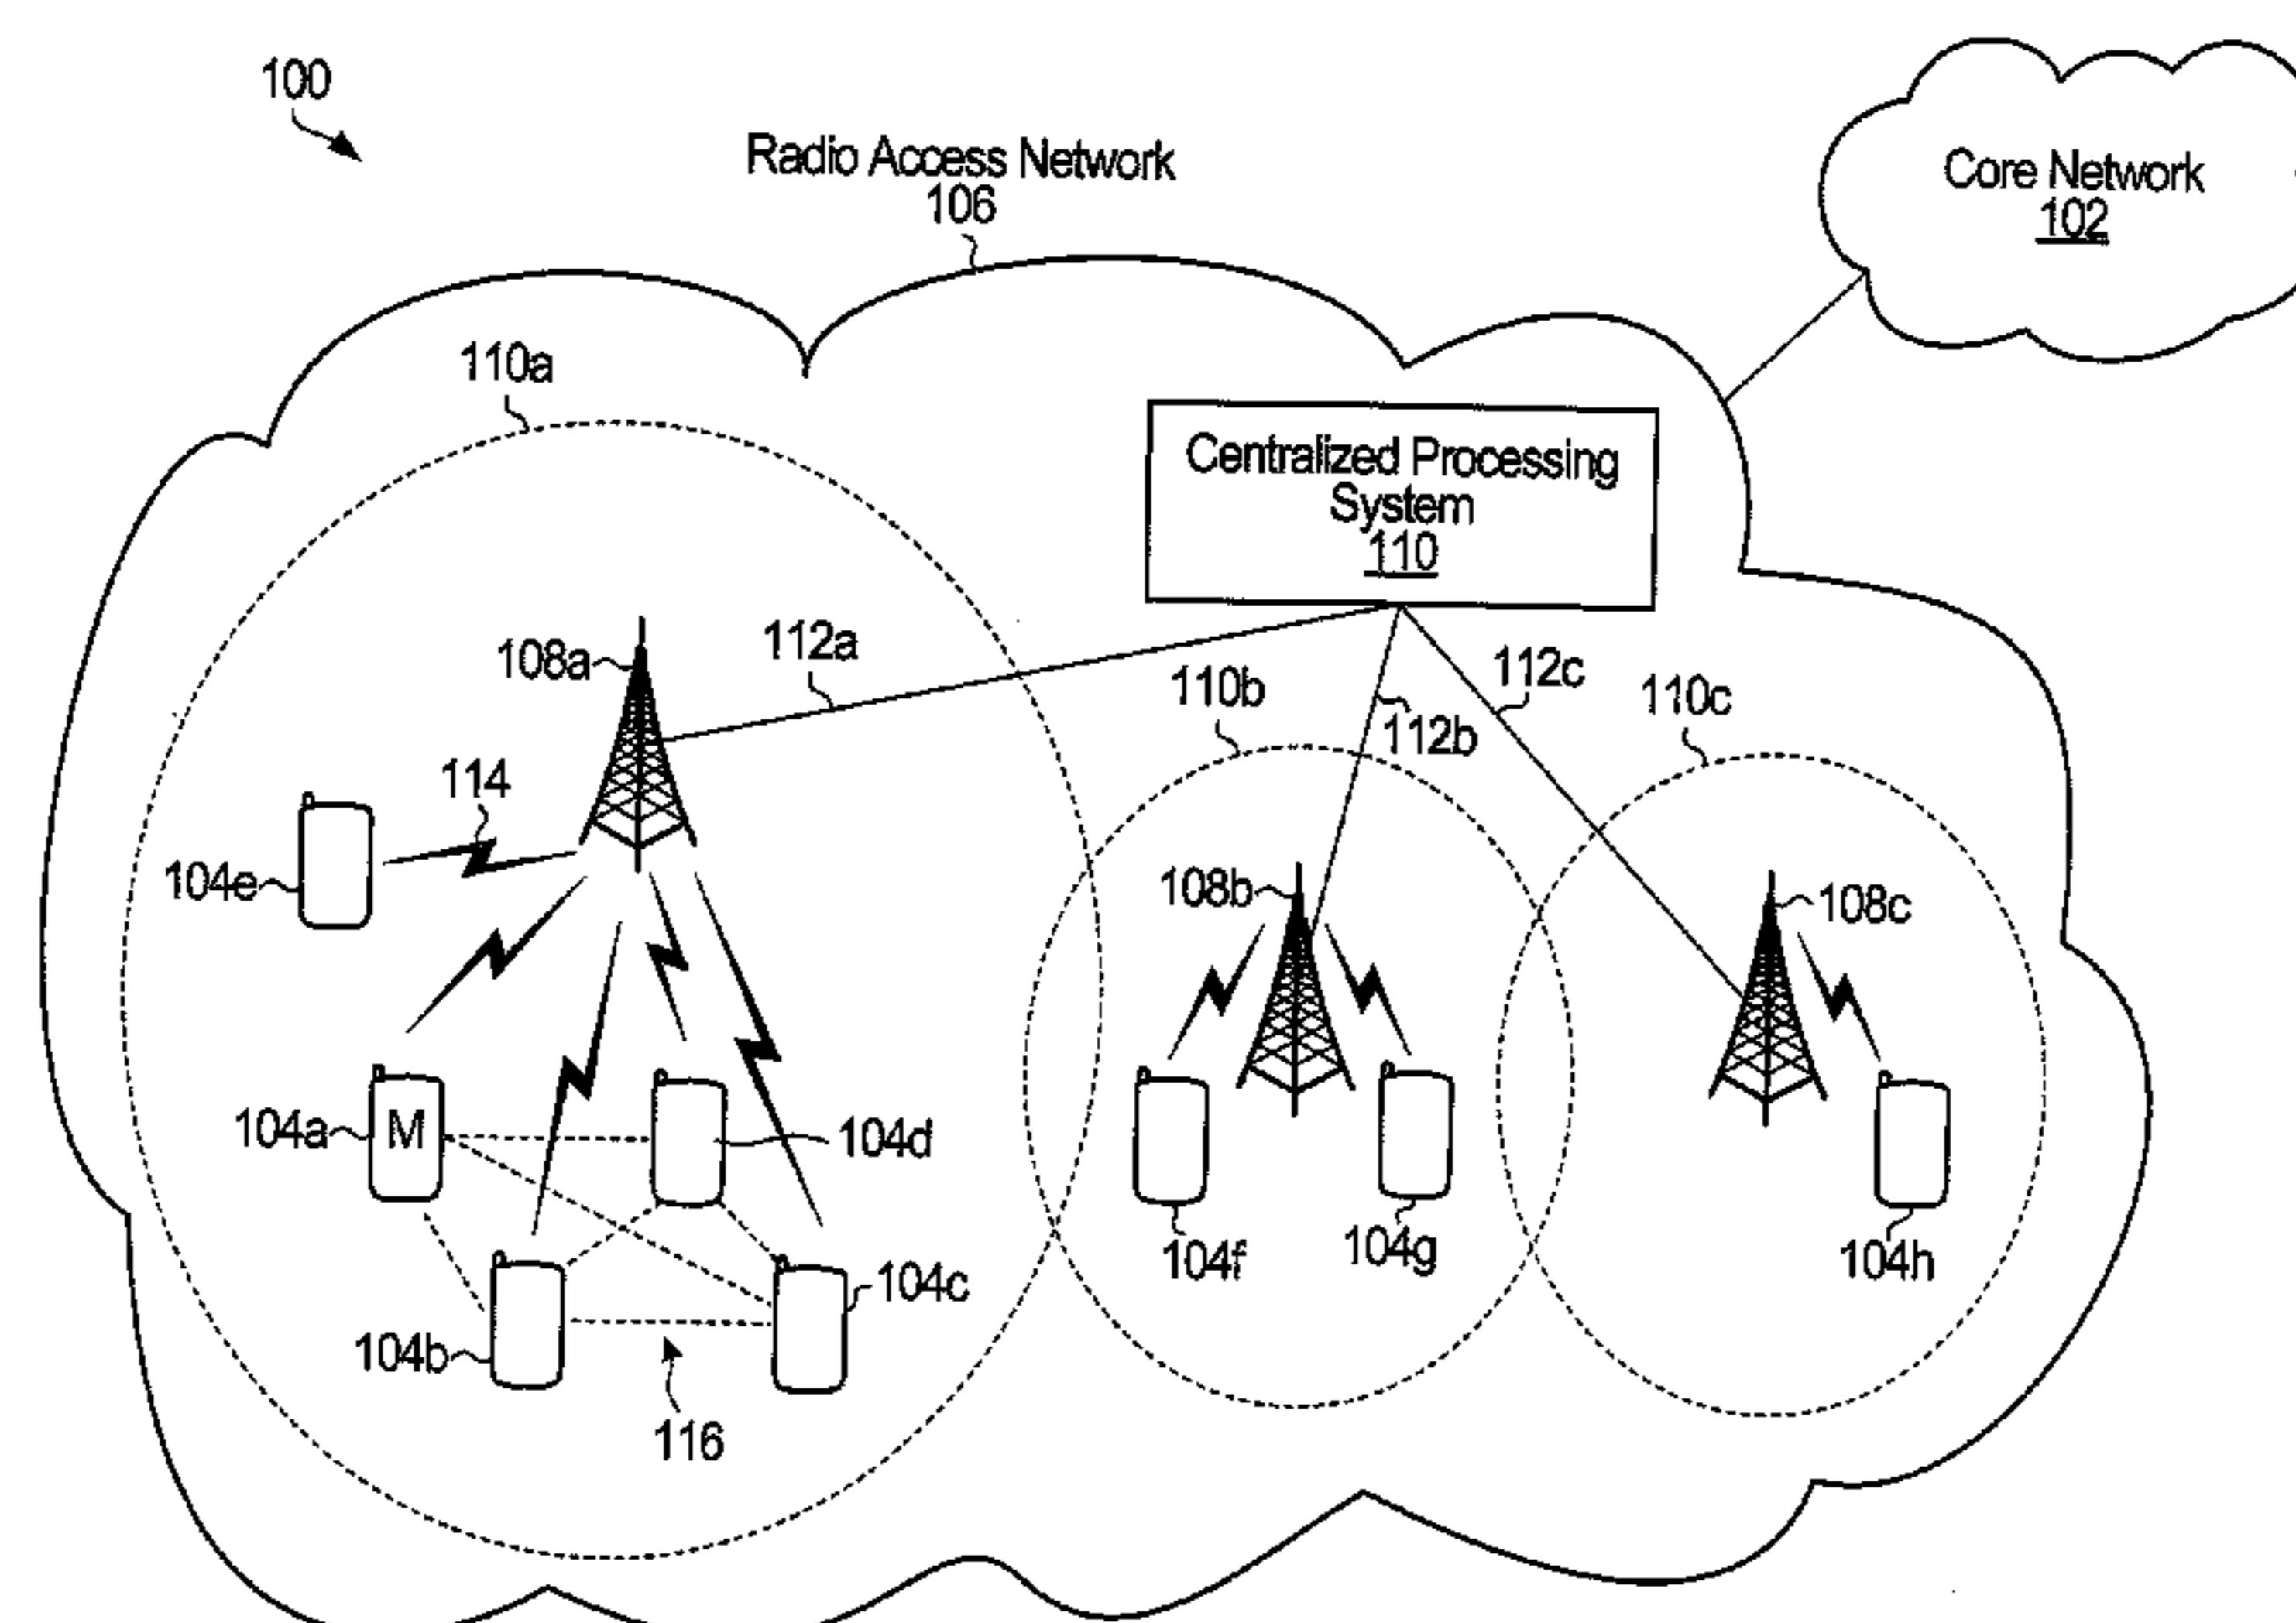 100
Radio Access Network
106
Core Network
102
110a
Centralized Processing
System
110
108a
112a
110b
112b
112c
110c
114
104e
108b
108c
104a
M
104d
104f
104g
104h
104c
104b
116